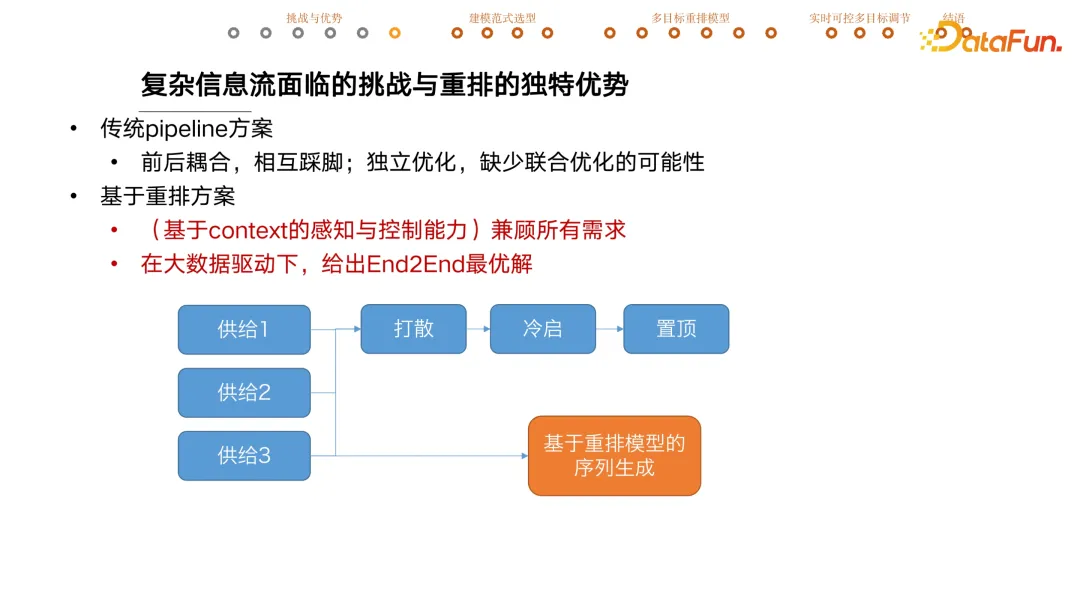 挑战与优势
建模范式选型
多目标重排模型
实时可控多目标调节
结语
DataFun.
复杂信息流面临的挑战与重排的独特优势
• 传统pipeline方案
• 前后耦合，相互踩脚；独立优化，缺少联合优化的可能性
• 基于重排方案
• （基于context的感知与控制能力）兼顾所有需求
• 在大数据驱动下，给出End2End最优解
供给1
打散
冷启
置顶
供给2
供给3
基于重排模型的
序列生成